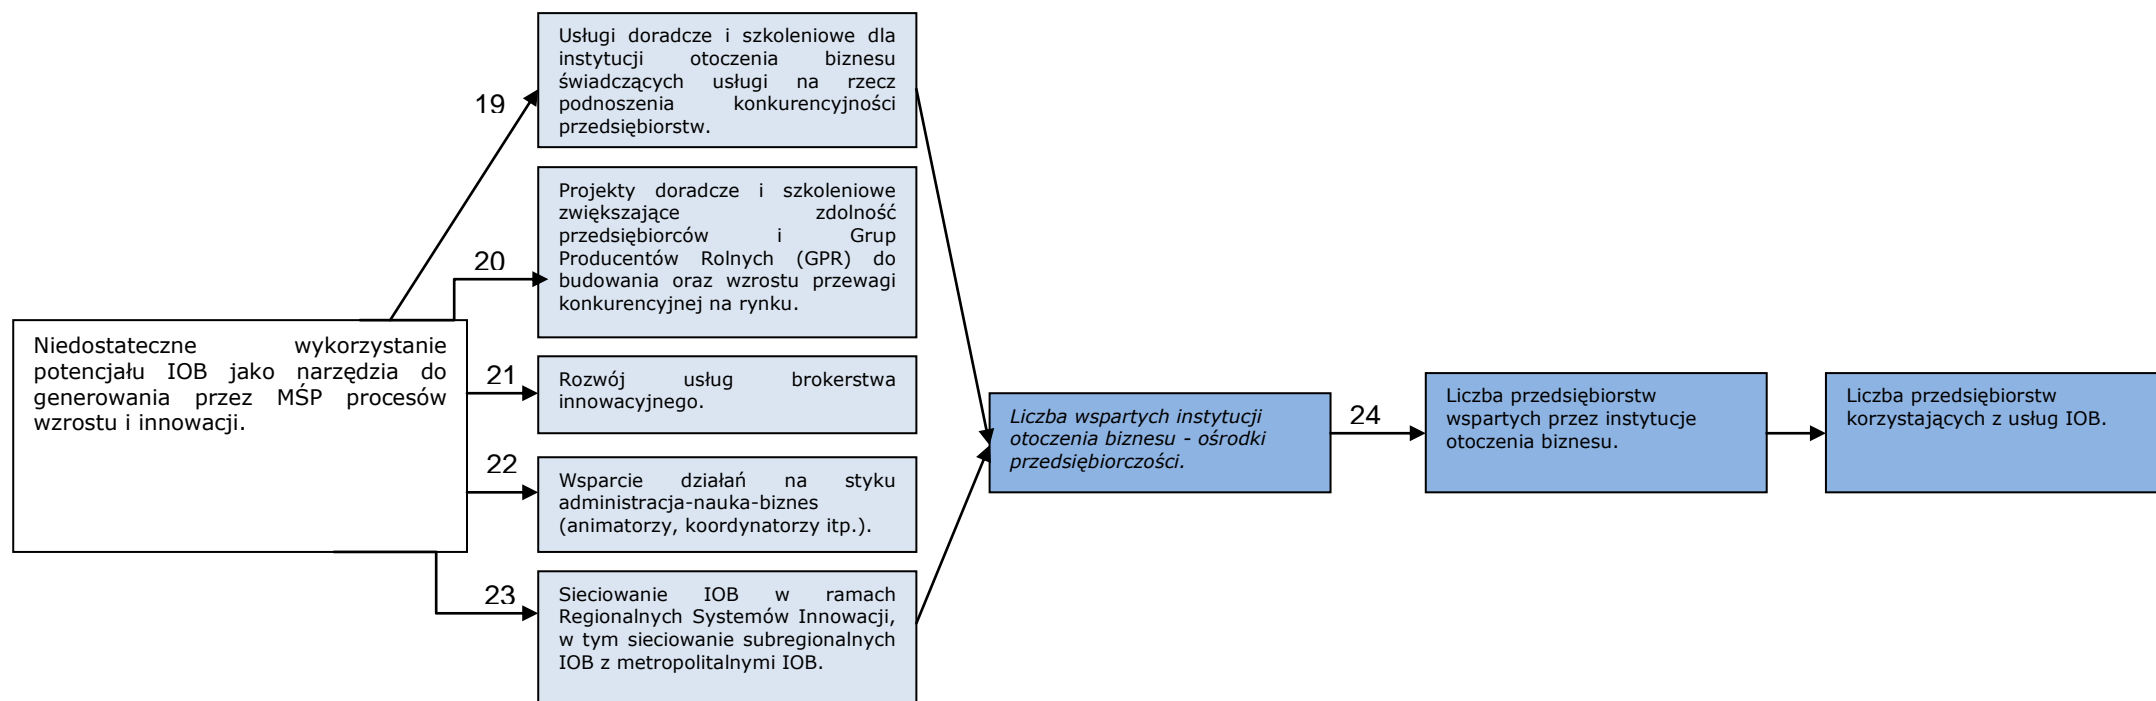 Usługi doradcze i szkoleniowe dla
instytucji otoczenia biznesu
świadczących usługi na rzecz
podnoszenia konkurencyjności
przedsiębiorstw.
19
Projekty doradcze i szkoleniowe
zwiększające zdolność
przedsiębiorców i Grup
Producentów Rolnych (GPR) do
budowania oraz wzrostu przewagi
konkurencyjnej na rynku.
20
Niedostateczne wykorzystanie
potencjału IOB jako narzędzia do
generowania przez MŚP procesów
wzrostu i innowacji.
21
Rozwój usług brokerstwa
innowacyjnego.
22
Wsparcie działań na styku
administracja-nauka-biznes
(animatorzy, koordynatorzy itp.).
23
Sieciowanie IOB w ramach
Regionalnych Systemów Innowacji,
w tym sieciowanie subregionalnych
IOB z metropolitalnymi IOB.
Liczba wspartych instytucji
otoczenia biznesu - ośrodki
przedsiębiorczości.
24
Liczba przedsiębiorstw
wspartych przez instytucje
otoczenia biznesu.
Liczba przedsiębiorstw
korzystających z usług IOB.